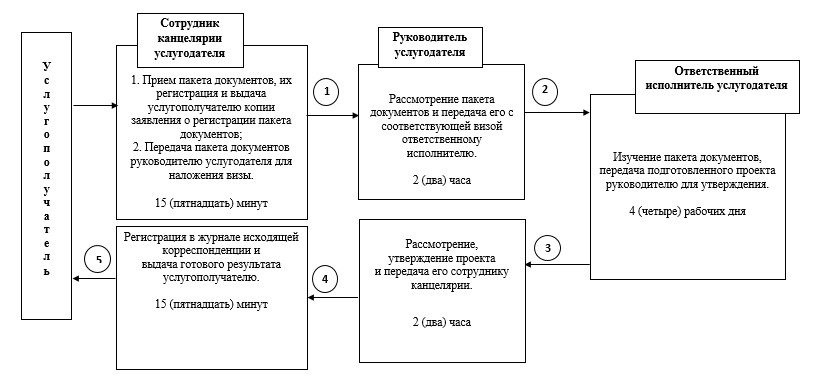 Услугополучатель
Сотрудник
канцелярии
услугодателя
1. Прием пакета документов, их
регистрация и выдача
услугополучателю копии
заявления о регистрации пакета
документов;
2. Передача пакета документов
руководителю услугодателя для
наложения визы.
15 (пятнадцать) минут
1
Руководитель
услугодателя
Рассмотрение пакета
документов и передача его с
соответствующей визой
ответственному
исполнителю.
2 (два) часа
2
Ответственный
исполнитель услугодателя
Изучение пакета документов,
передача подготовленного проекта
руководителю для утверждения.
4 (четыре) рабочих дня
3
Рассмотрение,
утверждение проекта
и передача его сотруднику
канцелярии.
2 (два) часа
4
Регистрация в журнале исходящей
корреспонденции и
выдача готового результата
услугополучателю.
15 (пятнадцать) минут
5